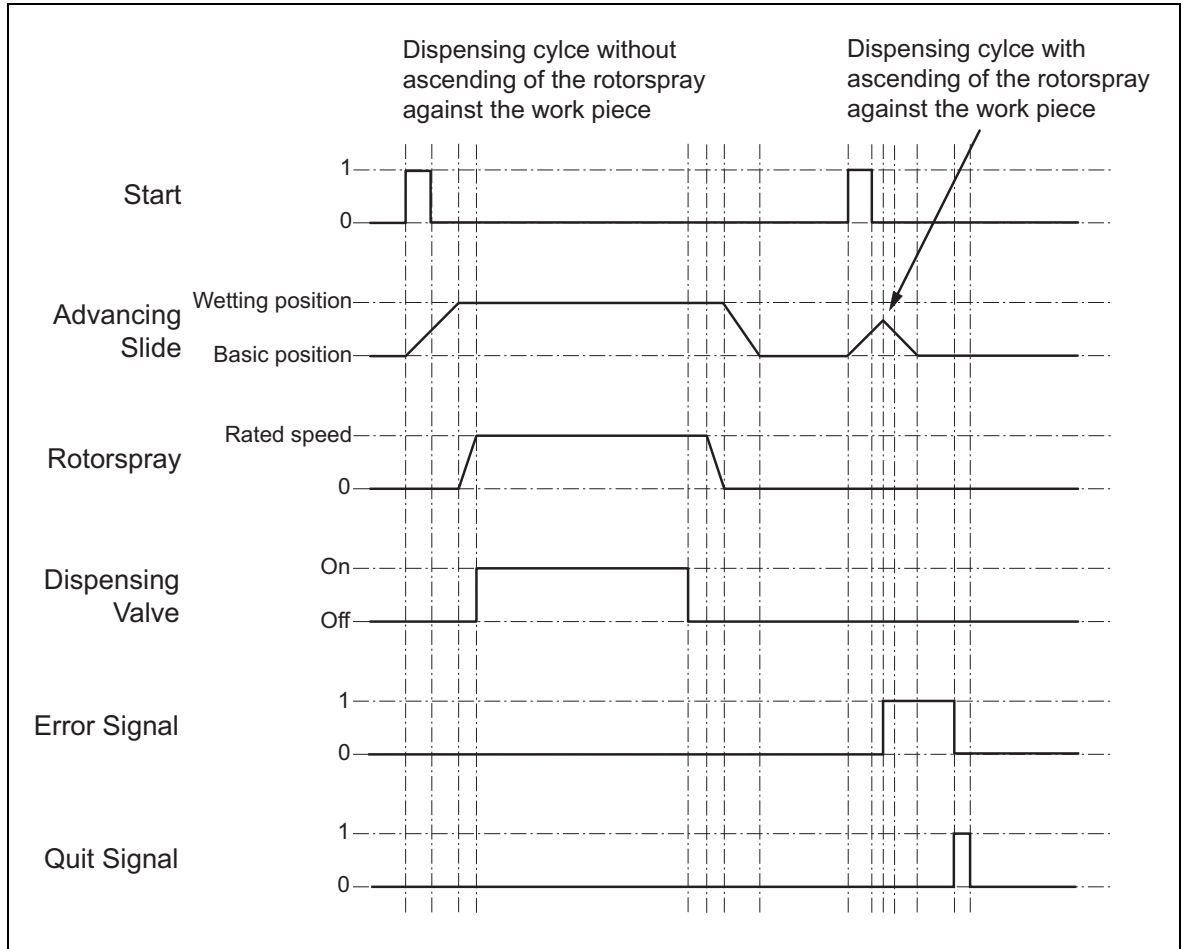 Dispensing cylce without
ascending of the rotorspray
against the work piece
Dispensing cylce with
ascending of the rotorspray
against the work piece
Start
1
0
Advancing
Slide
Wetting position
Basic position
Rotorspray
Rated speed
0
Dispensing
Valve
On
Off
Error Signal
1
0
Quit Signal
1
0